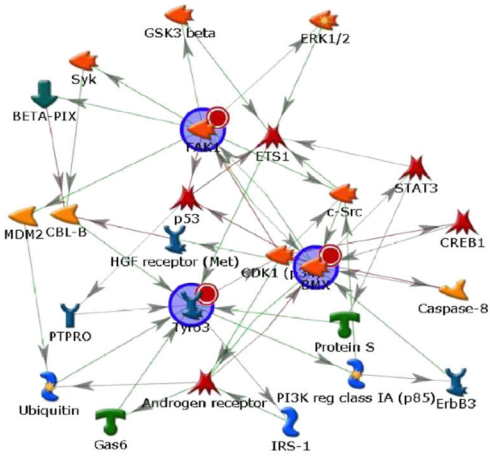 GSK3 beta
ERK1/2
Syk
BETA-PIX
FAK1
ETS1
STAT3
c-Src
p53
MDM2
CBL-B
CREB1
HGF receptor (Met)
CDK1
BMX
Caspase-8
PTPRO
Tyro3
Protein S
Ubiquitin
Androgen receptor
PI3K reg class IA (p85)
ErbB3
Gas6
IRS-1